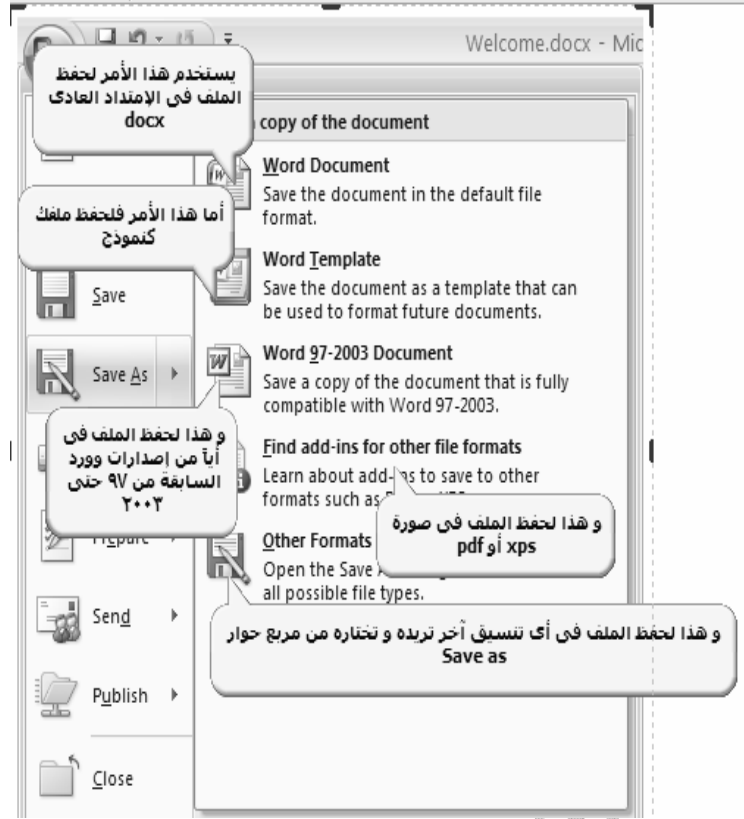 Welcome.docx - Mic
يستخدم هذا الأمر لحفظ
الملف فى الإمتداد العادى
docx
copy of the document
Word Document
Save the document in the default file
format.
أما هذا الأمر فلحفظ ملفك
كنموذج
Word Template
Save the document as a template that can
be used to format future documents.
Save
Word 97-2003 Document
Save a copy of the document that is fully
compatible with Word 97-2003.
Save As
و هذا لحفظ الملف فى
أياً من إصدارات وورد
السابقة من ٩٧ حتى
٢٠٠٣
Find add-ins for other file formats
Learn about add-ins to save to other
formats such as
و هذا لحفظ الملف فى صورة
xps أو pdf
Prepare
Other Formats
Open the Save
all possible file types.
و هذا لحفظ الملف فى أى تنسيق آخر تريده و تختاره من مربع حوار
Save as
Send
Publish
Close